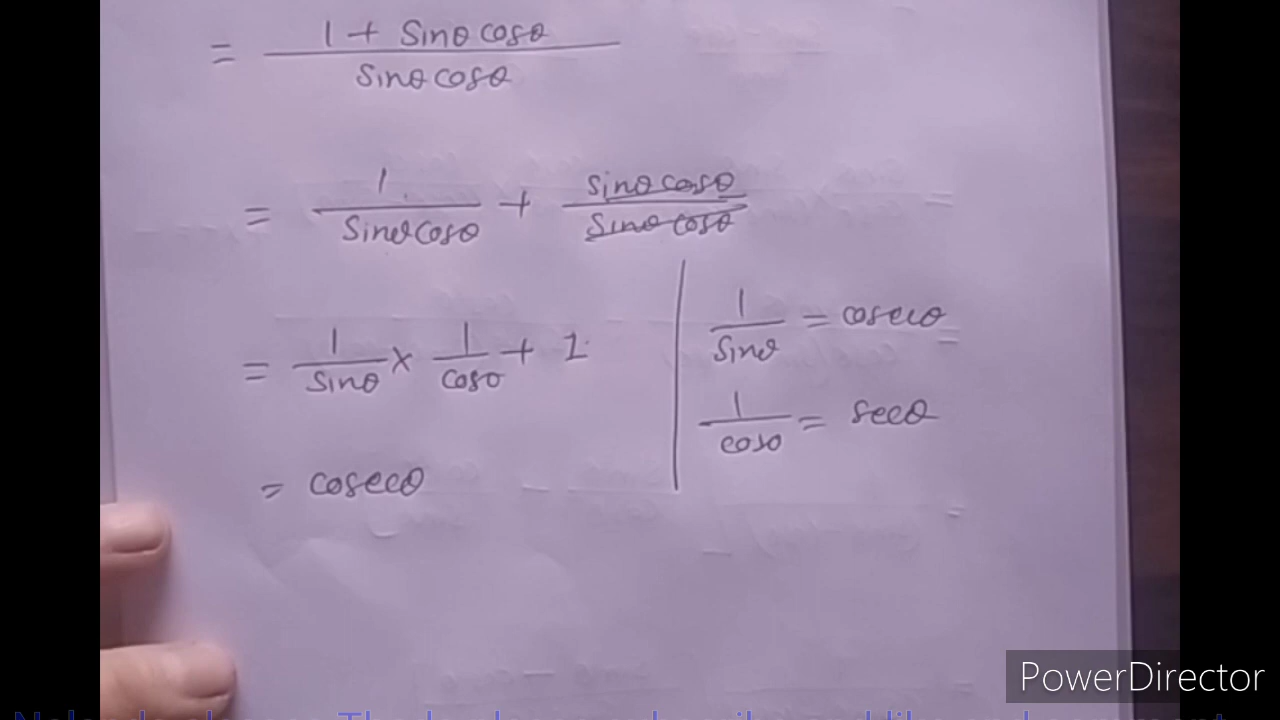 = 1 + sinθ cosθ / sinθ cosθ
= 1 / sinθ cosθ + sinθ cosθ / sinθ cosθ
= 1 / sinθ × 1 / cosθ + 1
1 / sinθ = cosecθ
1 / cosθ = secθ
= cosecθ
PowerDirector